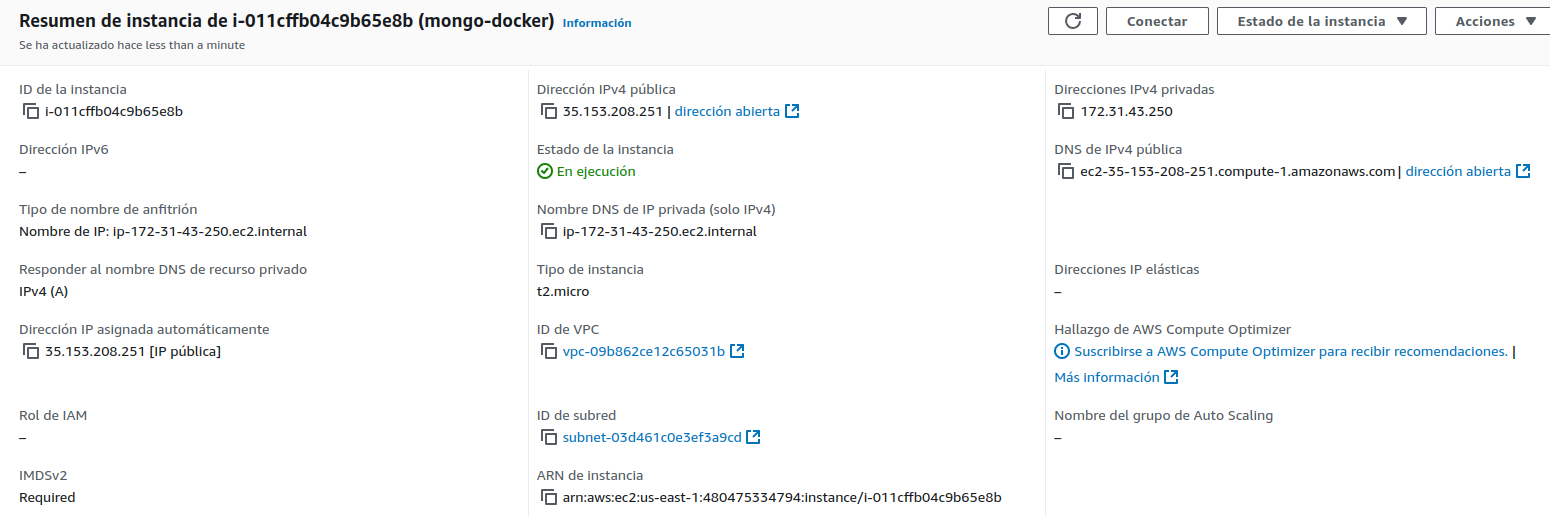 Resumen de instancia de i-011cffb04c9b65e8b (mongo-docker) Información
Se ha actualizado hace less than a minute
Conectar
Estado de la instancia
Acciones
ID de la instancia
i-011cffb04c9b65e8b
Dirección IPv4 pública
35.153.208.251 | dirección abierta
Direcciones IPv4 privadas
172.31.43.250
Dirección IPv6
–
Estado de la instancia
En ejecución
DNS de IPv4 pública
ec2-35-153-208-251.compute-1.amazonaws.com | dirección abierta
Tipo de nombre de anfitrión
Nombre de IP: ip-172-31-43-250.ec2.internal
Nombre DNS de IP privada (solo IPv4)
ip-172-31-43-250.ec2.internal
Responder al nombre DNS de recurso privado
IPv4 (A)
Tipo de instancia
t2.micro
Direcciones IP elásticas
–
Dirección IP asignada automáticamente
35.153.208.251 [IP pública]
ID de VPC
vpc-09b862ce12c65031b
Hallazgo de AWS Compute Optimizer
Suscribirse a AWS Compute Optimizer para recibir recomendaciones. |
Más información
Rol de IAM
–
ID de subred
subnet-03d461c0e3ef3a9cd
Nombre del grupo de Auto Scaling
–
IMDSv2
Required
ARN de instancia
arn:aws:ec2:us-east-1:480475334794:instance/i-011cffb04c9b65e8b